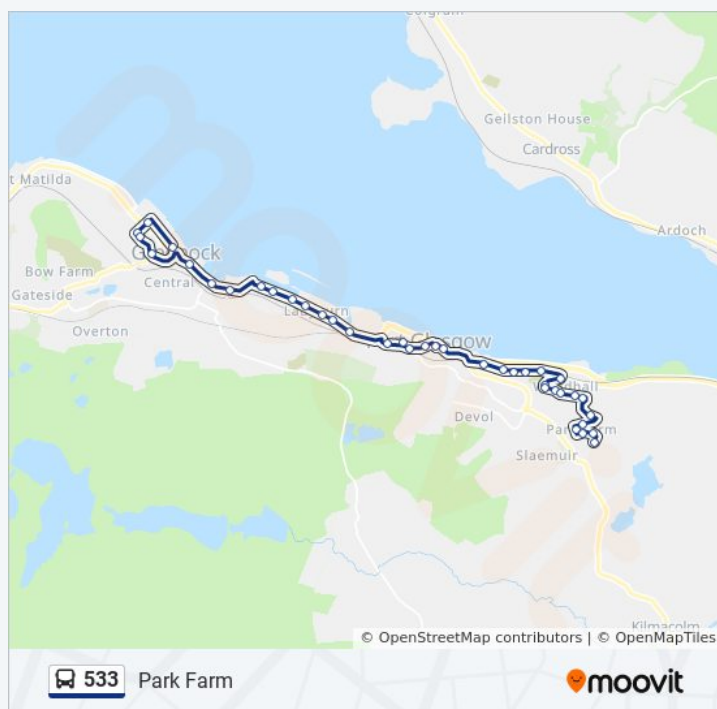 Geilston House
Cardross
t Matilda
Ardoch
Bow Farm
Central
Gateside
Overton
Devol
Slaemuir
Kilmacolm
© OpenStreetMap contributors | © OpenMapTiles
533 Park Farm
moovit